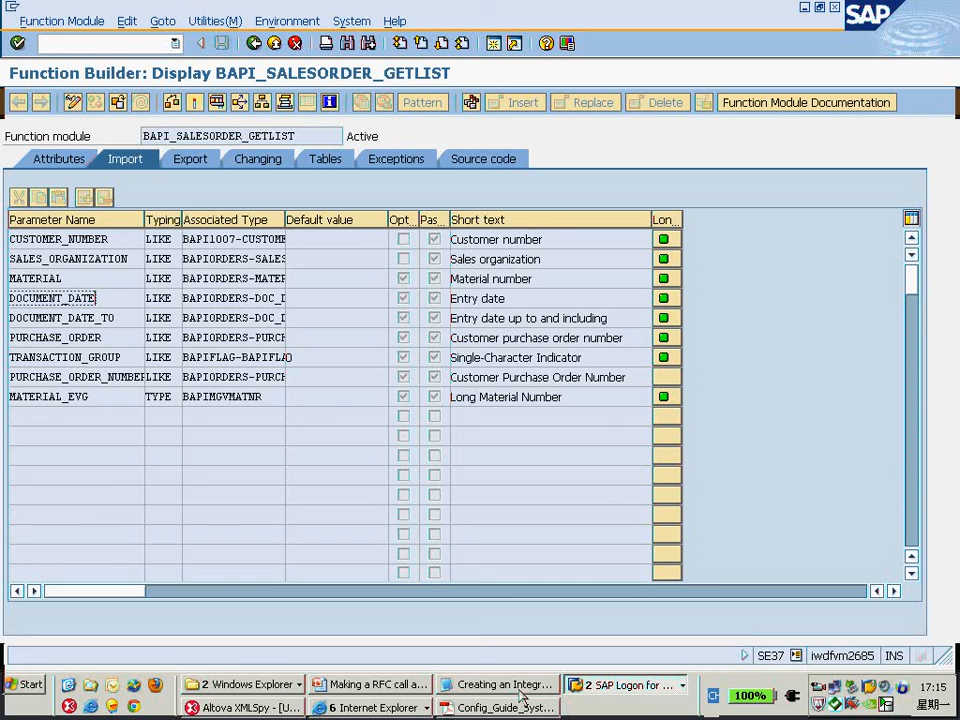 Function Module Edit Goto Utilities(M) Environment System Help
SAP
Function Builder: Display BAPI_SALESORDER_GETLIST
Pattern Insert Replace Delete Function Module Documentation
Function module BAPI_SALESORDER_GETLIST Active
Attributes Import Export Changing Tables Exceptions Source code
Parameter Name Typing Associated Type Default value Opt... Pas... Short text Lon...
CUSTOMER_NUMBER LIKE BAPI1007-CUSTOME Customer number
SALES_ORGANIZATION LIKE BAPIORDERS-SALES Sales organization
MATERIAL LIKE BAPIORDERS-MATER Material number
DOCUMENT_DATE LIKE BAPIORDERS-DOC_D Entry date
DOCUMENT_DATE_TO LIKE BAPIORDERS-DOC_D Entry date up to and including
PURCHASE_ORDER LIKE BAPIORDERS-PURCH Customer purchase order number
TRANSACTION_GROUP LIKE BAPIFLAG-BAPIFLA 0 Single-Character Indicator
PURCHASE_ORDER_NUMBER LIKE BAPIORDERS-PURCH Customer Purchase Order Number
MATERIAL_EVG TYPE BAPIMGVMATNR Long Material Number
SE37 iwdfvm2685 INS
Start 2 Windows Explorer Making a RFC call a... Creating an Integr... 2 SAP Logon for ... 100% 17:15
Altova XMLSpy - [U... 6 Internet Explorer Config_Guide_Syst... 星期一